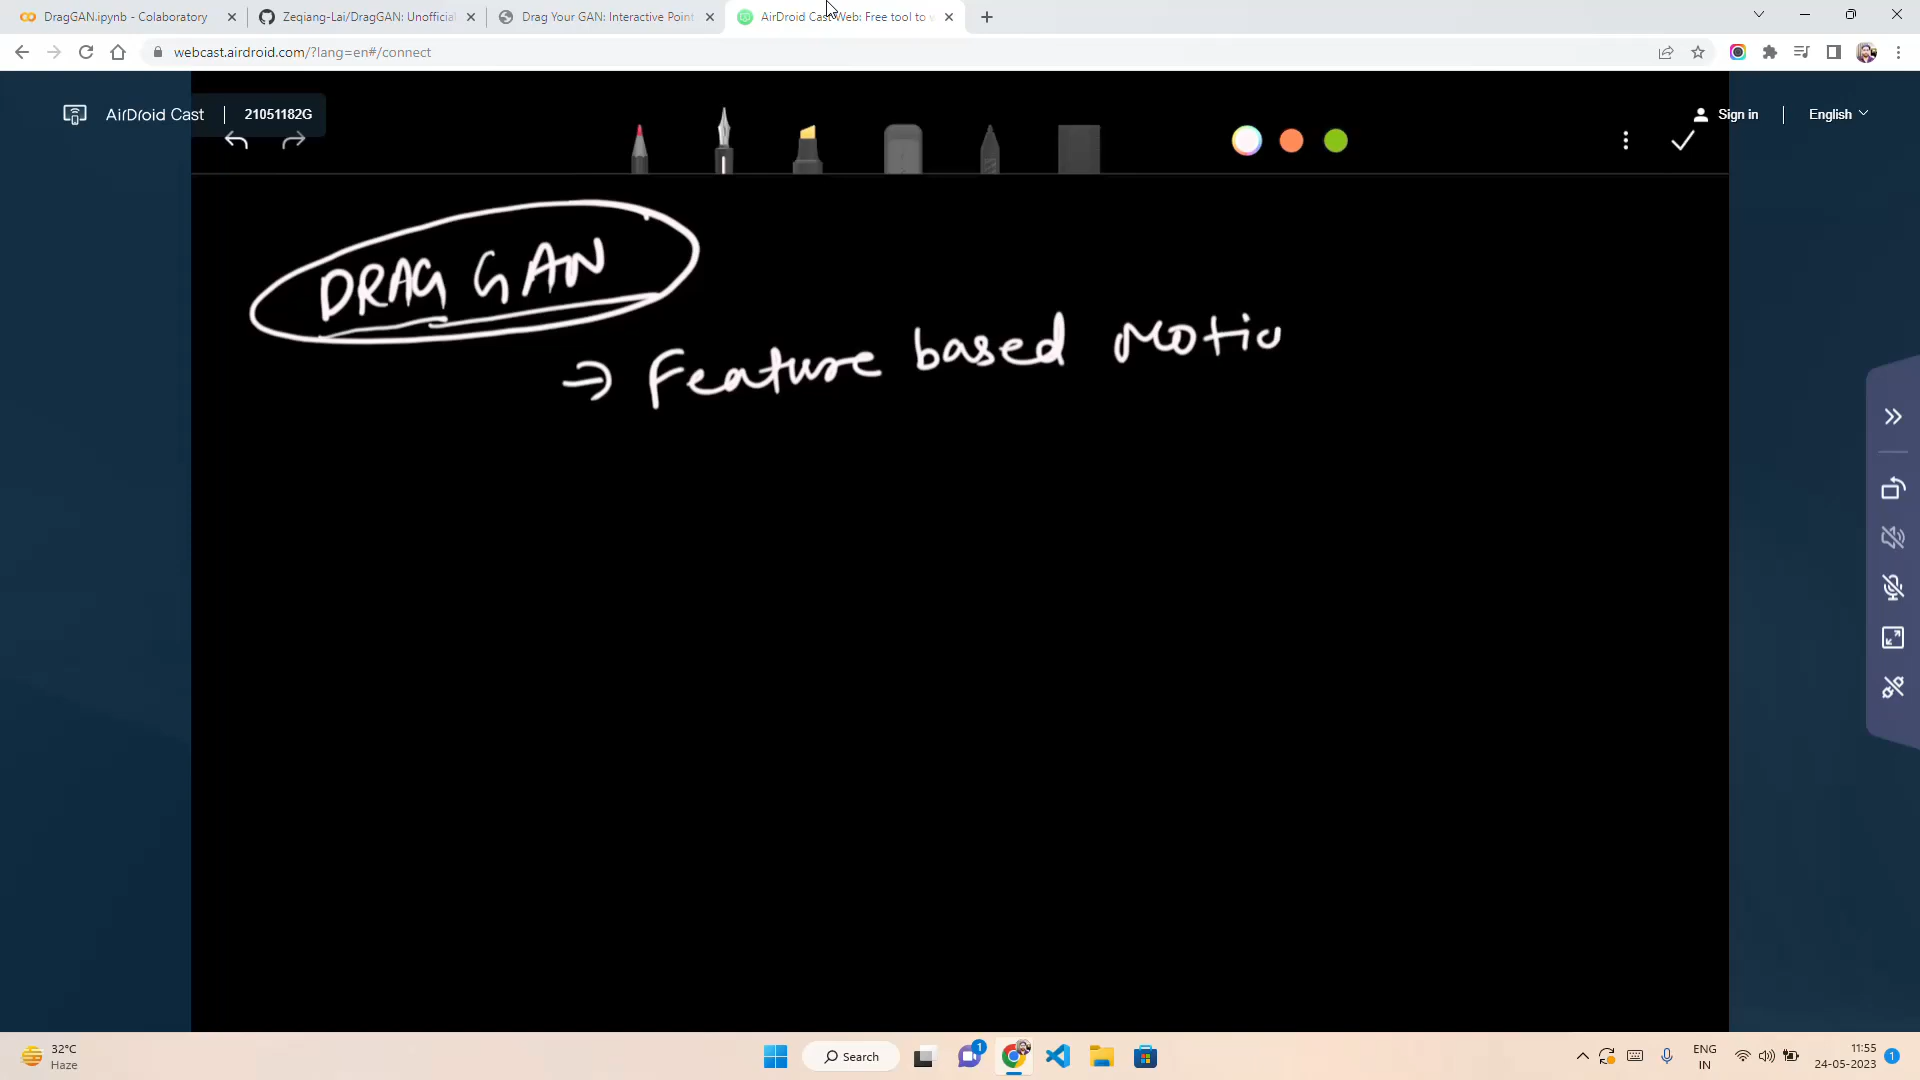 DragGAN.ipynb - Colaboratory
Zeqiang-Lai/DragGAN: Unofficial
Drag Your GAN: Interactive Point
AirDroid Cast Web: Free tool to
webcast.airdroid.com/?lang=en#/connect
AirDroid Cast | 21051182G
Sign in
English
DRAG GAN
→ Feature based Motio
32°C
Haze
Search
1
ENG
IN
11:55
24-05-2023
1